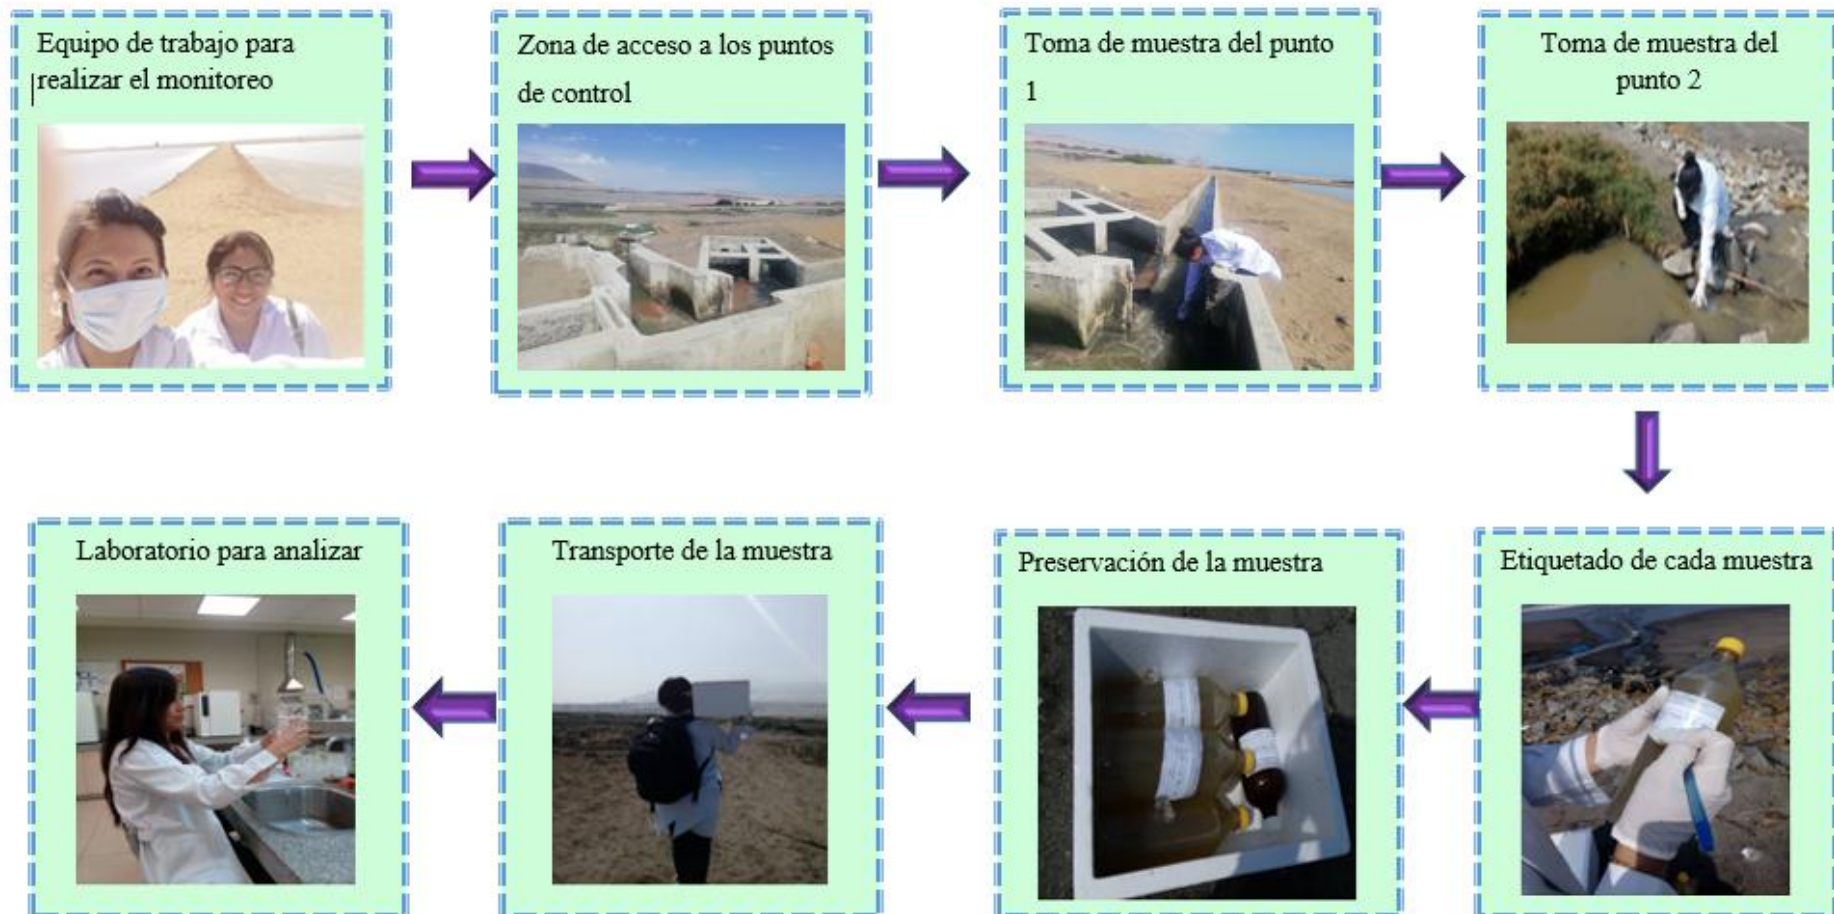 Equipo de trabajo para
realizar el monitoreo
Zona de acceso a los puntos
de control
Toma de muestra del punto
1
Toma de muestra del
punto 2
Etiquetado de cada muestra
Preservación de la muestra
Transporte de la muestra
Laboratorio para analizar